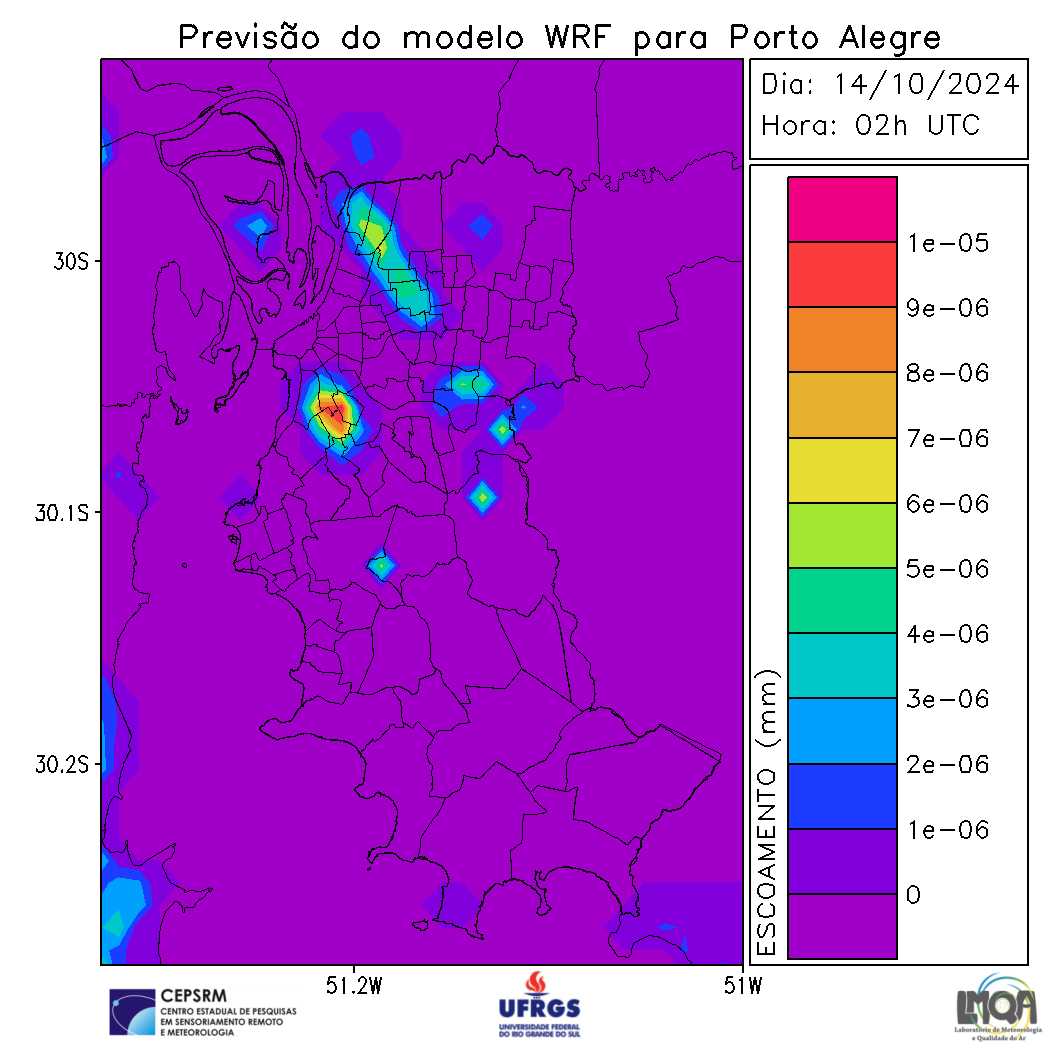 Previsão do modelo WRF para Porto Alegre
Dia: 14/10/2024
Hora: 02h UTC
1e-05
9e-06
8e-06
7e-06
6e-06
5e-06
4e-06
3e-06
2e-06
1e-06
0
ESCOAMENTO (mm)
30S
30.1S
30.2S
51.2W
51W
CEPSRM
CENTRO ESTADUAL DE PESQUISAS
EM SENSORIAMENTO REMOTO
E METEOROLOGIA
UFRGS
UNIVERSIDADE FEDERAL
DO RIO GRANDE DO SUL
LMQA
Laboratório de Meteorologia
e Qualidade do Ar